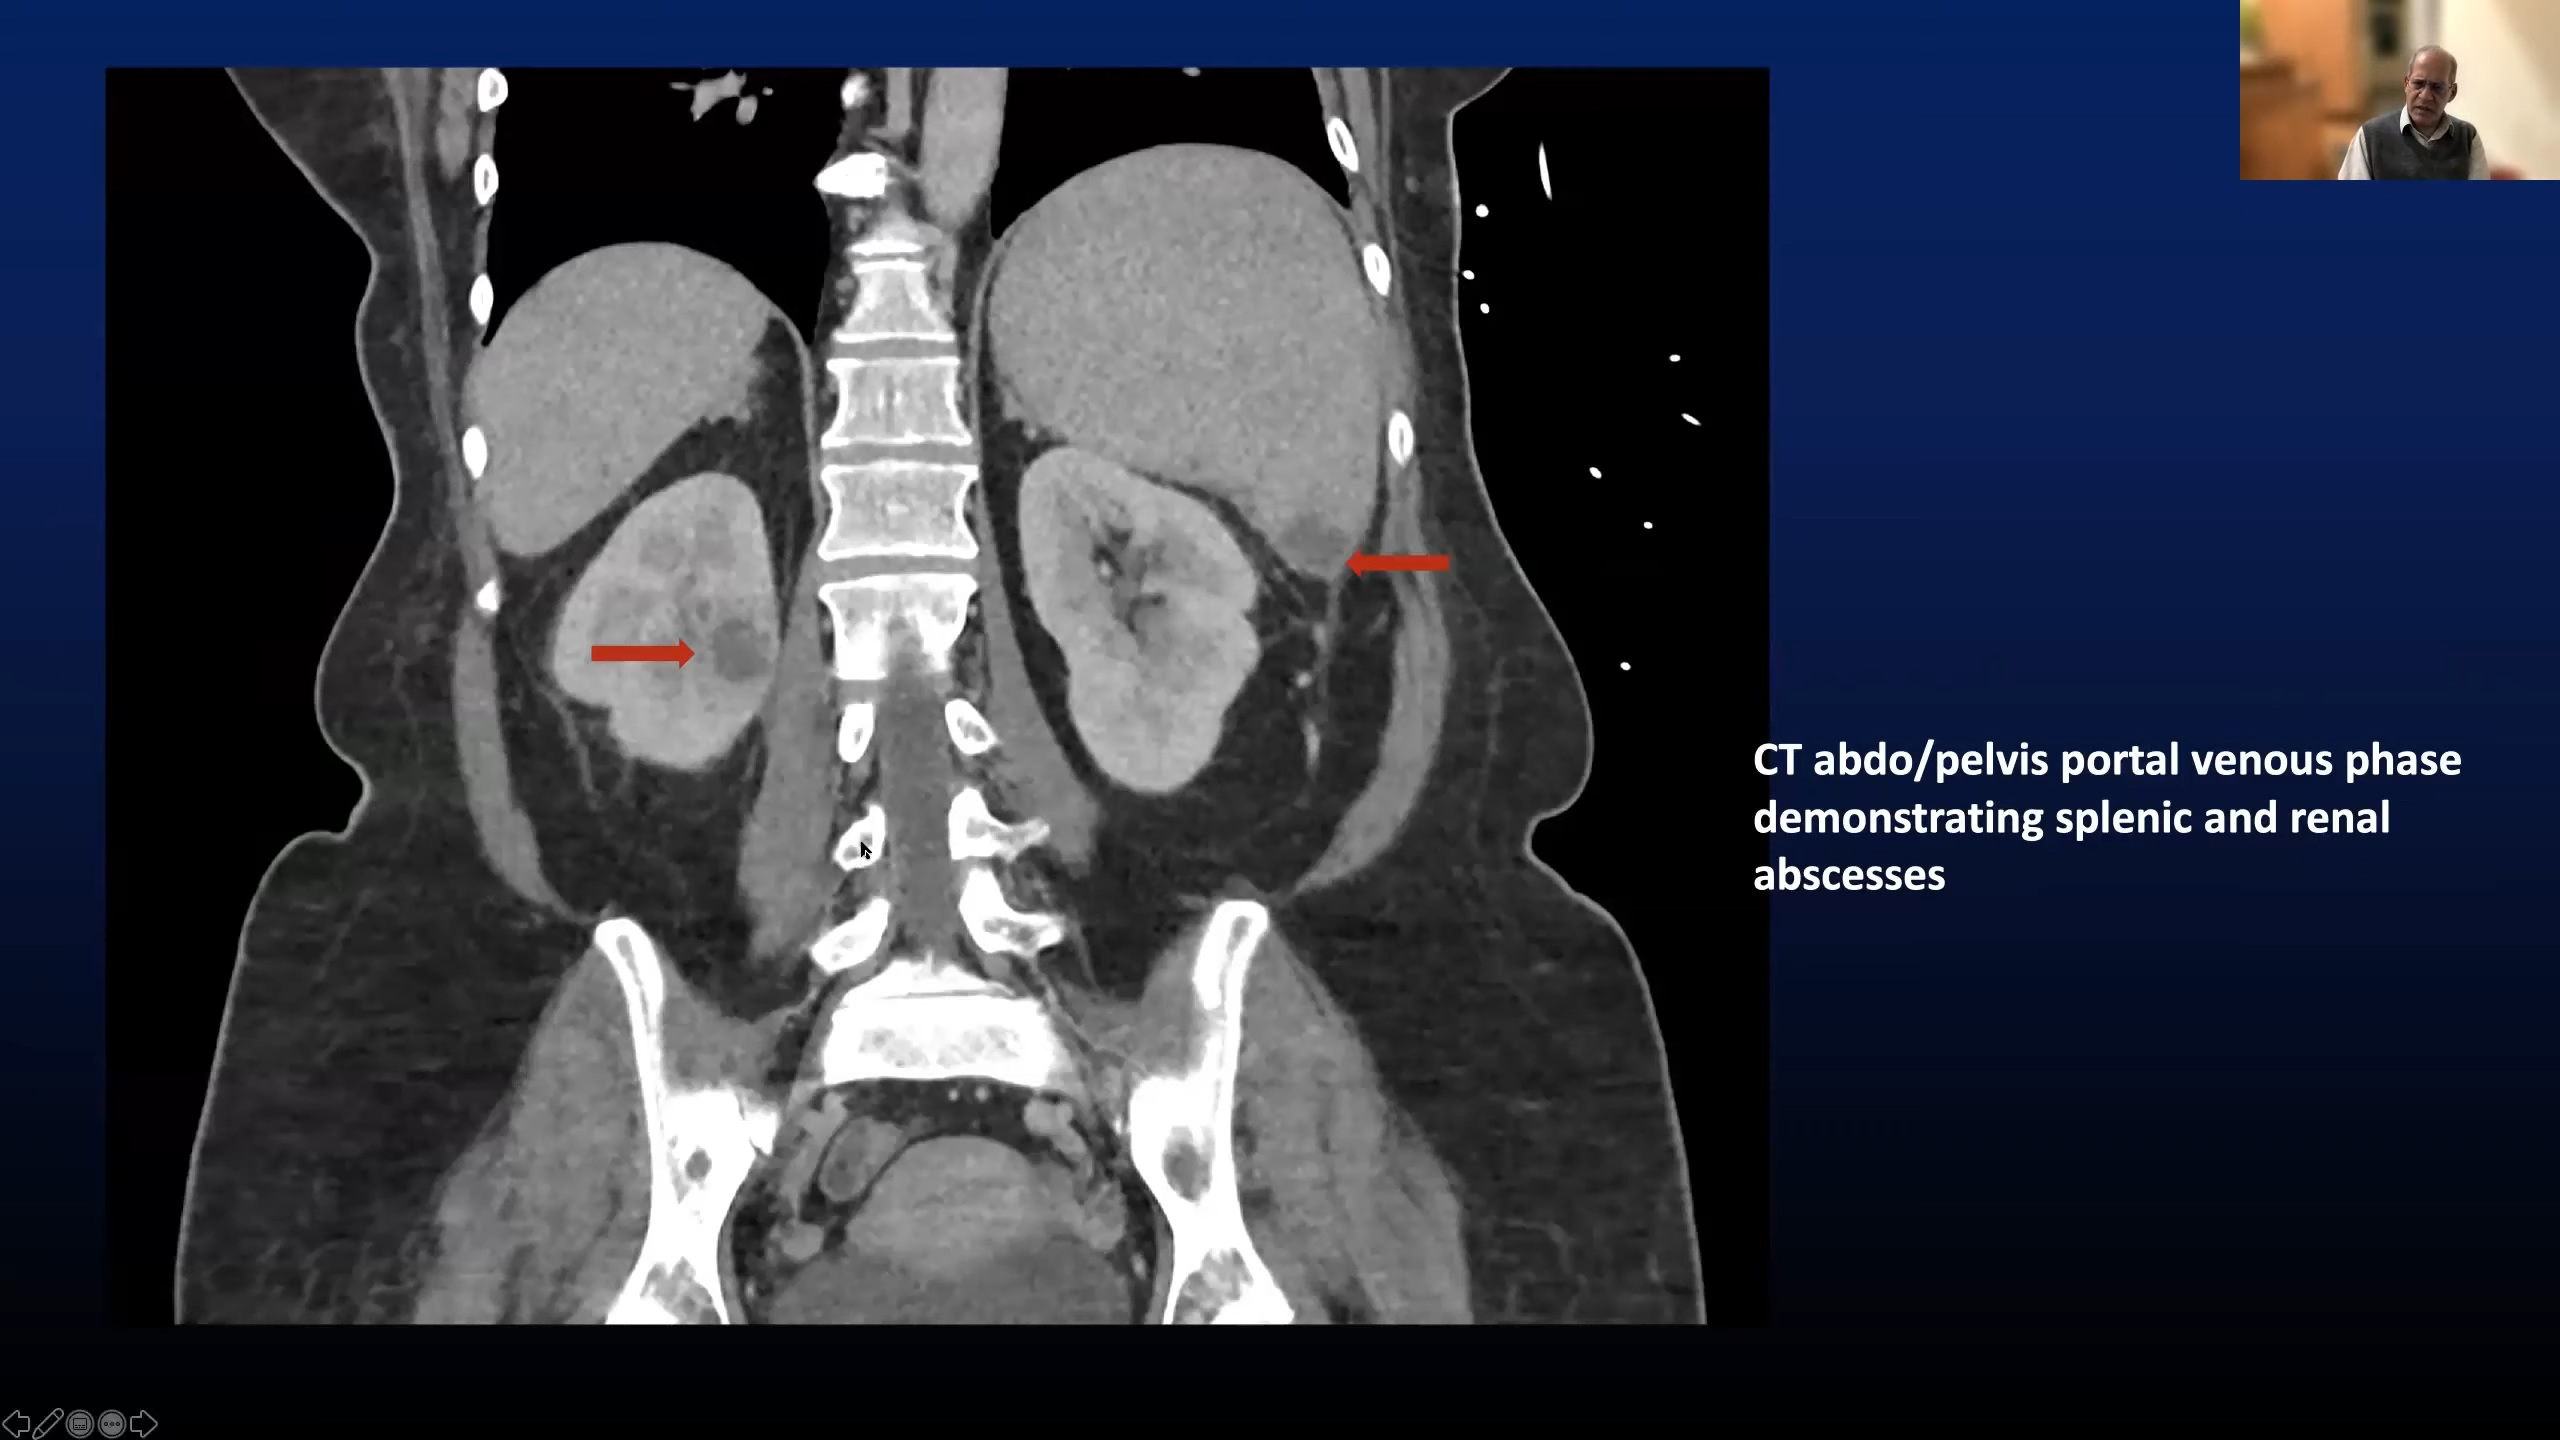 CT abdo/pelvis portal venous phase
demonstrating splenic and renal
abscesses